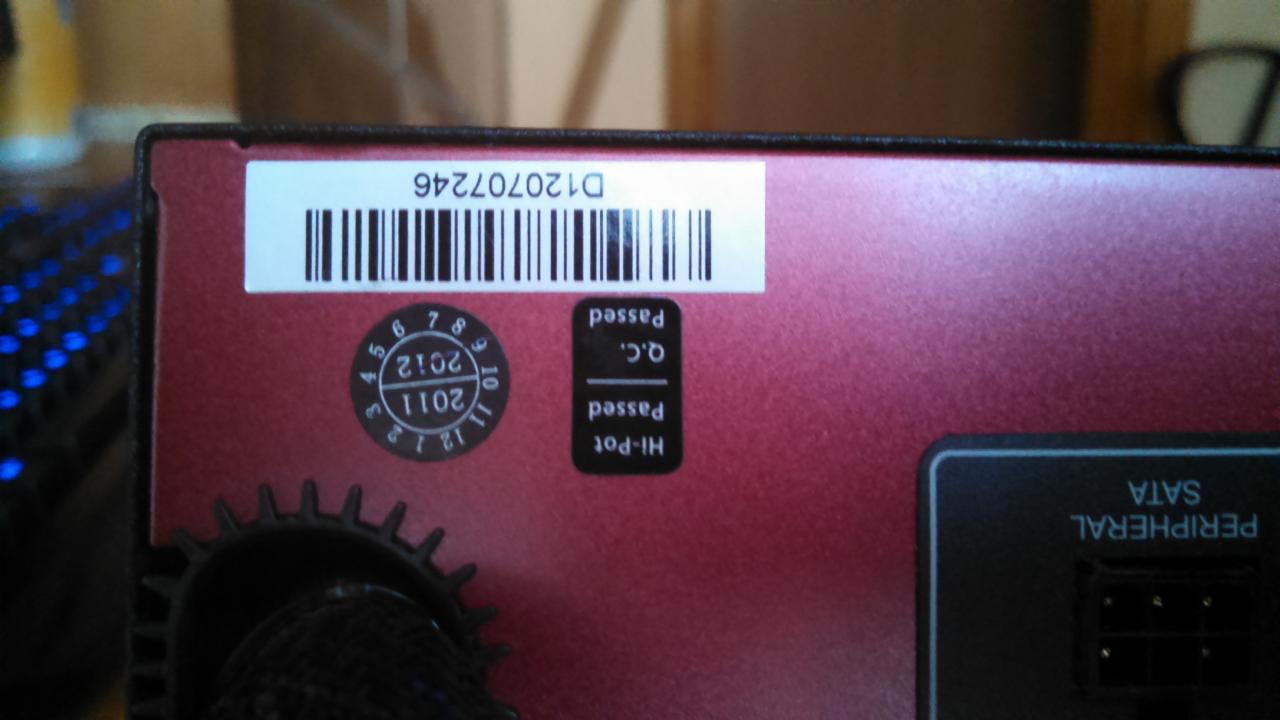 PERIPHERAL
SATA
Hi-Pot
Passed
Q.C.
Passed
1 2 3 4 5 6 7 8 9 10 11 12
2011
2012
D120707246